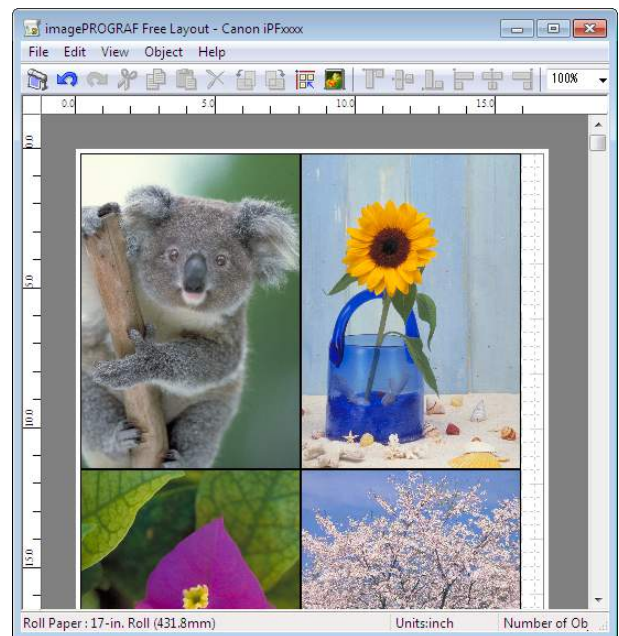 imagePROGRAF Free Layout - Canon iPFxxxx
File Edit View Object Help
100%
0.0 5.0 10.0 15.0
0.0
5.0
10.0
15.0
Roll Paper : 17-in. Roll (431.8mm) Units:inch Number of Ob